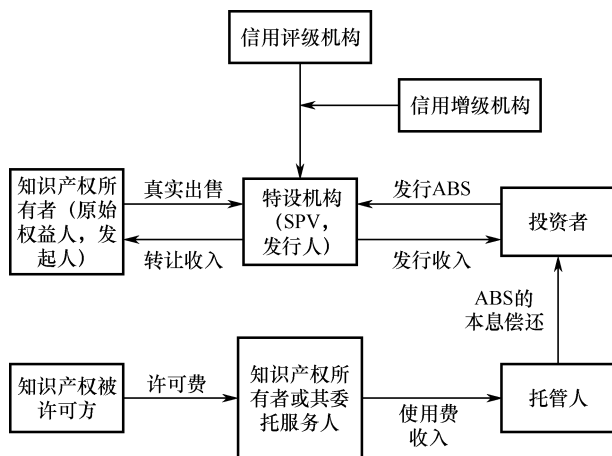 信用评级机构
信用增级机构
知识产权所
有者（原始
权益人，发
起人）
真实出售
转让收入
特设机构
（SPV，
发行人）
发行ABS
发行收入
投资者
ABS的
本息偿还
知识产权被
许可方
许可费
知识产权所
有者或其委
托服务人
使用费
收入
托管人